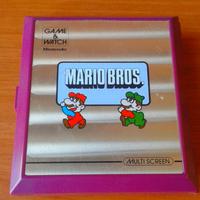 GAME
&
WATCH
Nintendo
MARIO BROS.
MULTI SCREEN